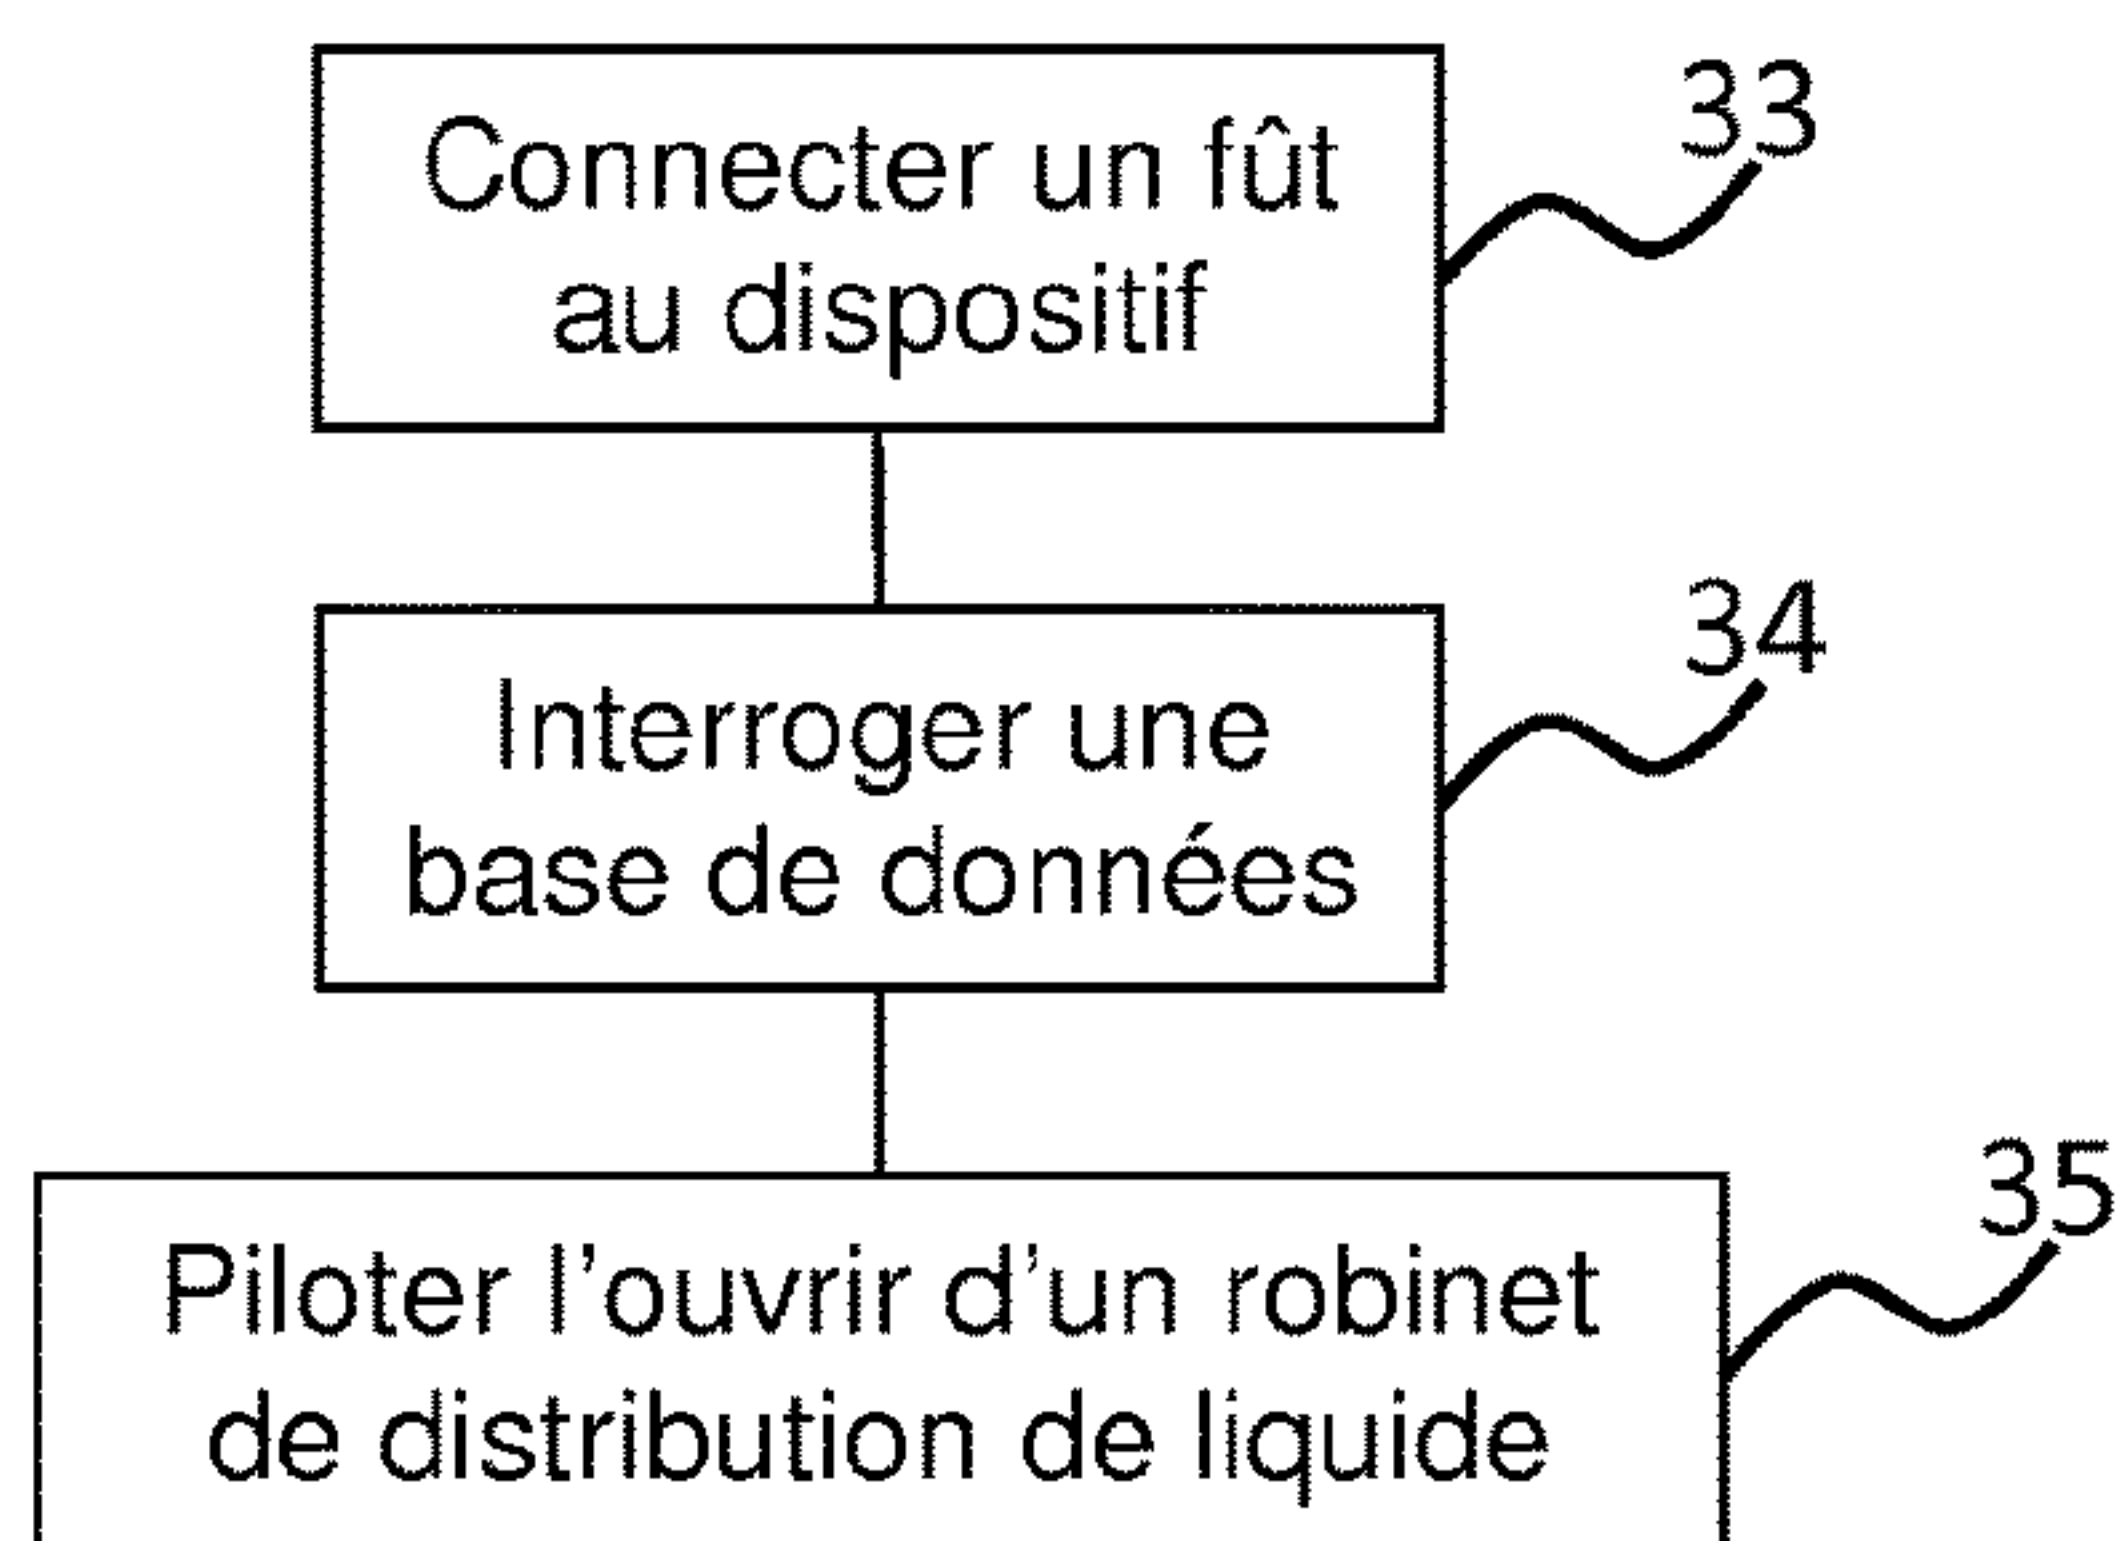 Connecter un fût
au dispositif
33
Interroger une
base de données
34
Piloter l'ouvrir d'un robinet
de distribution de liquide
35